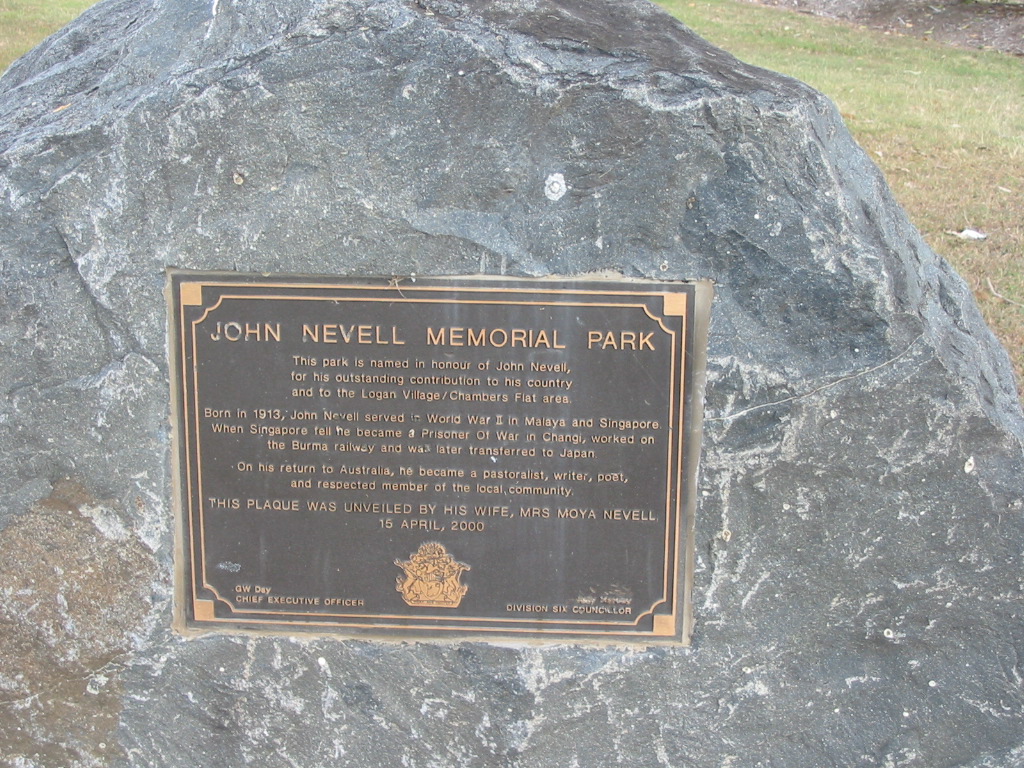 JOHN NEVELL MEMORIAL PARK
This park is named in honour of John Nevell,
for his outstanding contribution to his country
and to the Logan Village/Chambers Flat area.
Born in 1913, John Nevell served in World War II in Malaya and Singapore.
When Singapore fell he became a Prisoner Of War in Changi, worked on
the Burma railway and was later transferred to Japan.
On his return to Australia, he became a pastoralist, writer, poet,
and respected member of the local community.
THIS PLAQUE WAS UNVEILED BY HIS WIFE, MRS MOYA NEVELL
15 APRIL, 2000
GW Day
CHIEF EXECUTIVE OFFICER
DIVISION SIX COUNCILLOR